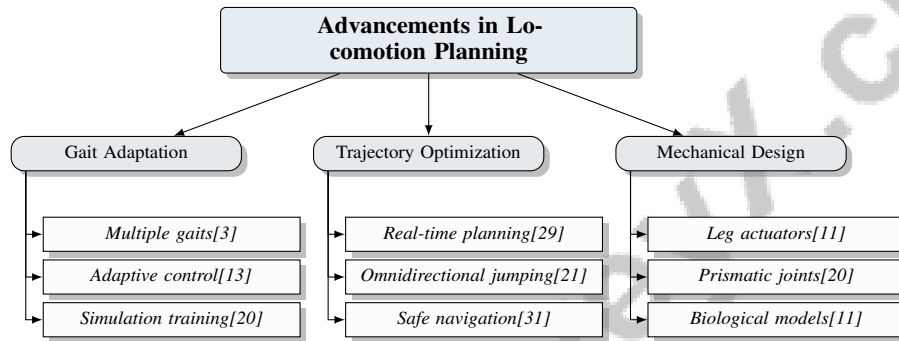 Advancements in Lo-
comotion Planning
Gait Adaptation
Trajectory Optimization
Mechanical Design
Multiple gaits[3]
Real-time planning[29]
Leg actuators[11]
Adaptive control[13]
Omnidirectional jumping[21]
Prismatic joints[20]
Simulation training[20]
Safe navigation[31]
Biological models[11]